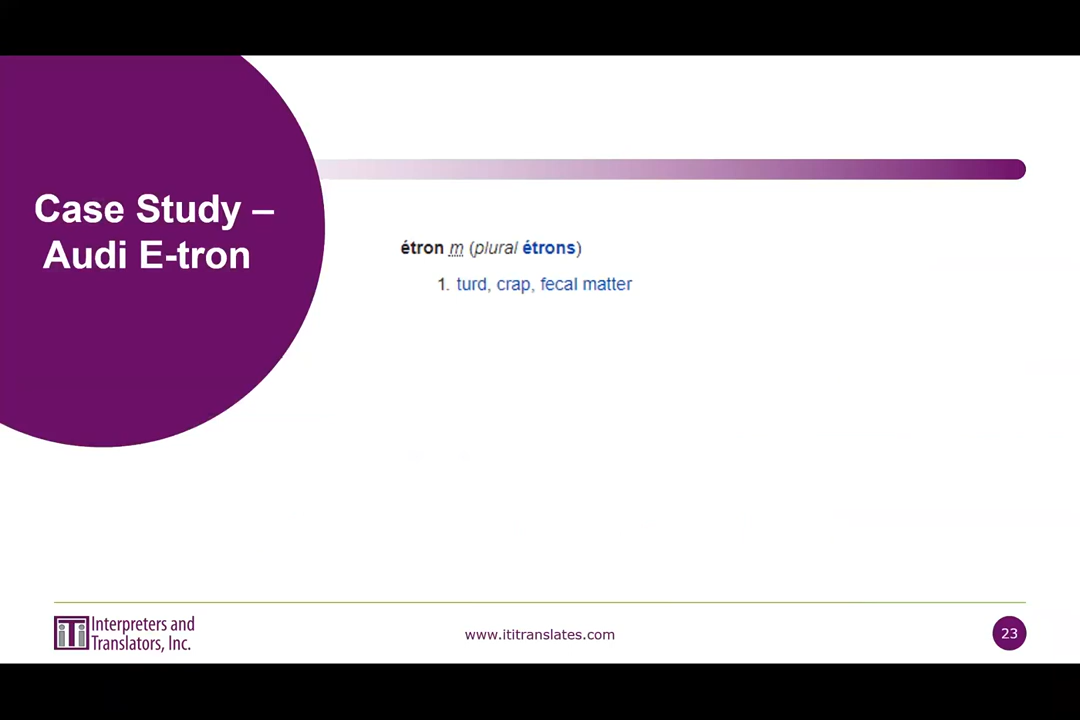 Case Study –
Audi E-tron
étron m (plural étrons)
1. turd, crap, fecal matter
iTi Interpreters and
Translators, Inc.
www.ititranslates.com
23